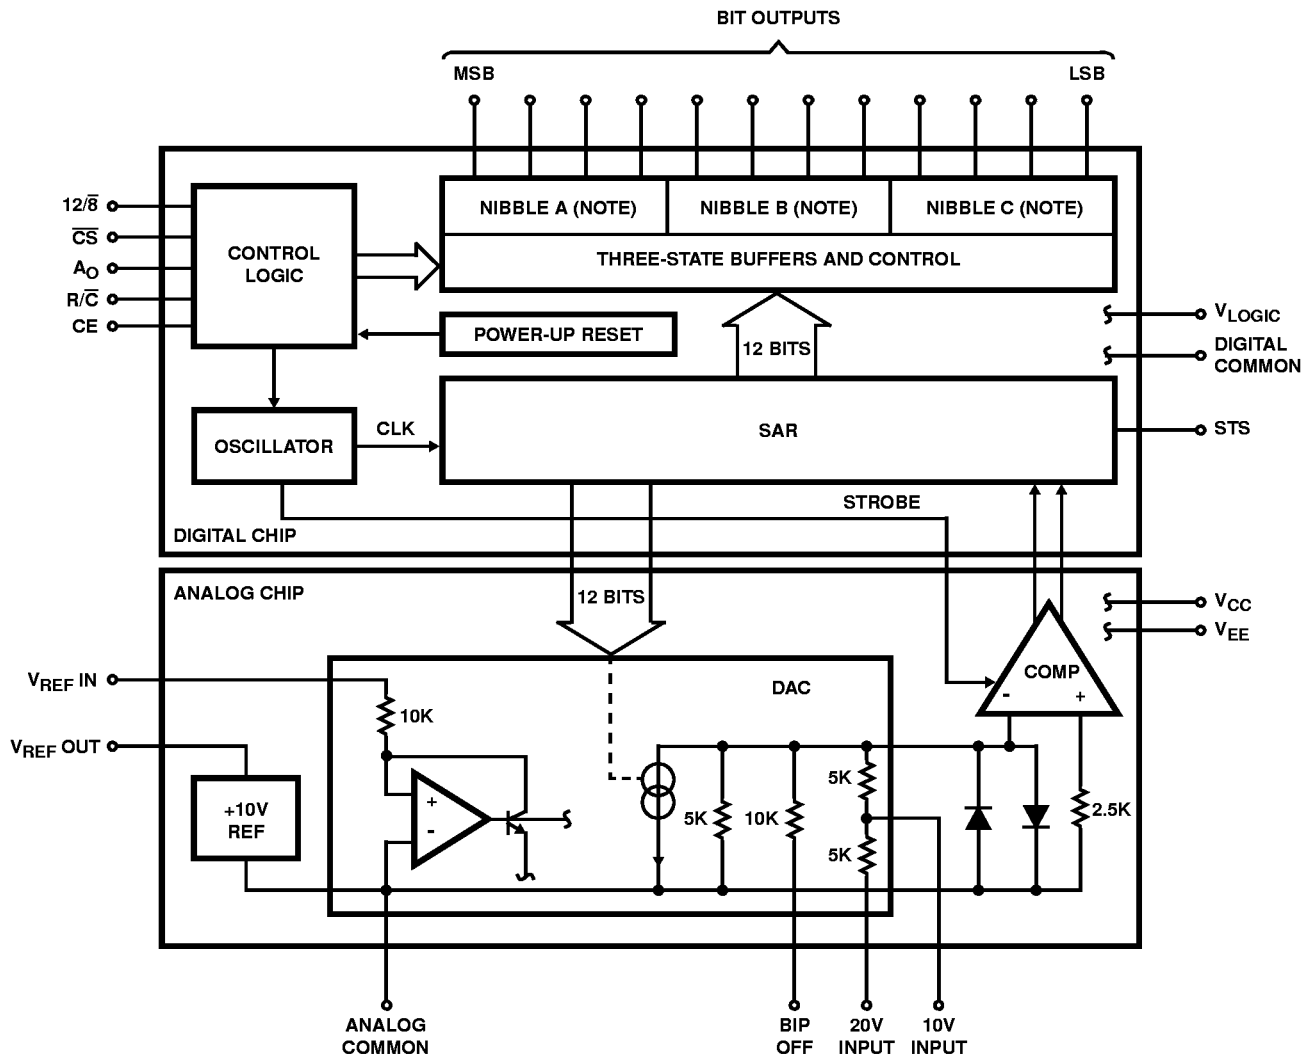 BIT OUTPUTS
MSB
LSB
NIBBLE A (NOTE)
NIBBLE B (NOTE)
NIBBLE C (NOTE)
THREE-STATE BUFFERS AND CONTROL
12/8̅
C̅S̅
AO
R/C̅
CE
CONTROL
LOGIC
POWER-UP RESET
12 BITS
VLOGIC
DIGITAL
COMMON
OSCILLATOR
CLK
SAR
STS
STROBE
DIGITAL CHIP
ANALOG CHIP
12 BITS
VCC
VEE
COMP
-
+
VREF IN
DAC
10K
VREF OUT
+10V
REF
+
-
5K
10K
5K
5K
2.5K
ANALOG
COMMON
BIP
OFF
20V
INPUT
10V
INPUT